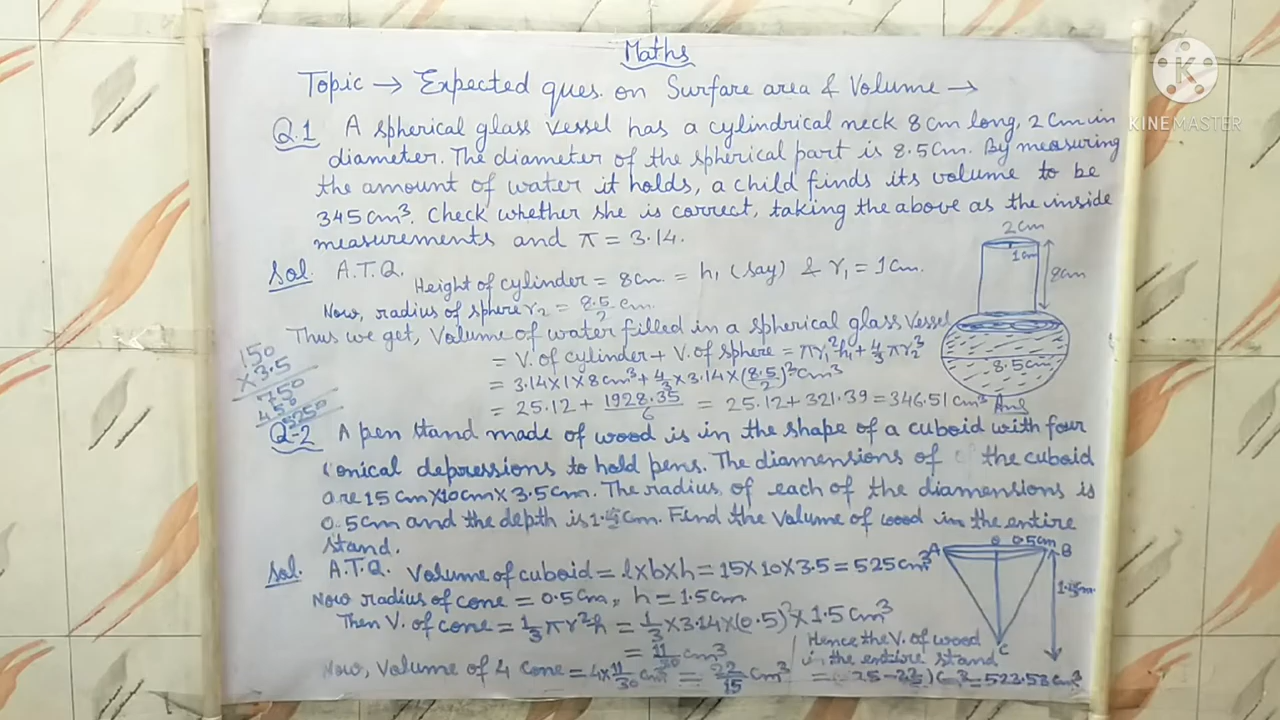 Maths
Topic → Expected ques. on Surface area & Volume →
Q.1 A spherical glass vessel has a cylindrical neck 8 cm long, 2 cm in
diameter. The diameter of the spherical part is 8.5 cm. By measuring
the amount of water it holds, a child finds its volume to be
345 cm³. Check whether she is correct, taking the above as the inside
measurements and π = 3.14.
2 cm
1 cm
8 cm
8.5 cm
Sol. A.T.Q.
Height of cylinder = 8 cm = h₁ (say) & r₁ = 1 cm.
Now, radius of sphere r₂ = 8.5/2 cm.
Thus we get, Volume of water filled in a spherical glass vessel
= V. of cylinder + V. of sphere = πr₁²h₁ + 4/3 πr₂³
= 3.14 × 1 × 8 cm³ + 4/3 × 3.14 × (8.5/2)³ cm³
= 25.12 + 1928.35/6 = 25.12 + 321.39 = 346.51 cm³ Ans
150
× 3.5
750
450
5250
Q-2 A pen stand made of wood is in the shape of a cuboid with four
conical depressions to hold pens. The diamensions of the cuboid
are 15 cm × 10 cm × 3.5 cm. The radius of each of the diamensions is
0.5 cm and the depth is cm. Find the volume of wood in the entire
stand.
Sol. A.T.Q. Volume of cuboid = l×b×h = 15 × 10 × 3.5 = 525 cm³
Now radius of cone = 0.5 cm, h = 1.5 cm
Then V. of cone = 1/3 πr²h = 1/3 × 3.14 × (0.5)² × 1.5 cm³
= 11/30 cm³
Now, Volume of 4 cone = 4 × 11/30 cm³ = 22/15 cm³
Hence the V. of wood
in the entire stand
= 523.53 cm³
A
O
0.5 cm
B
C
KINEMASTER